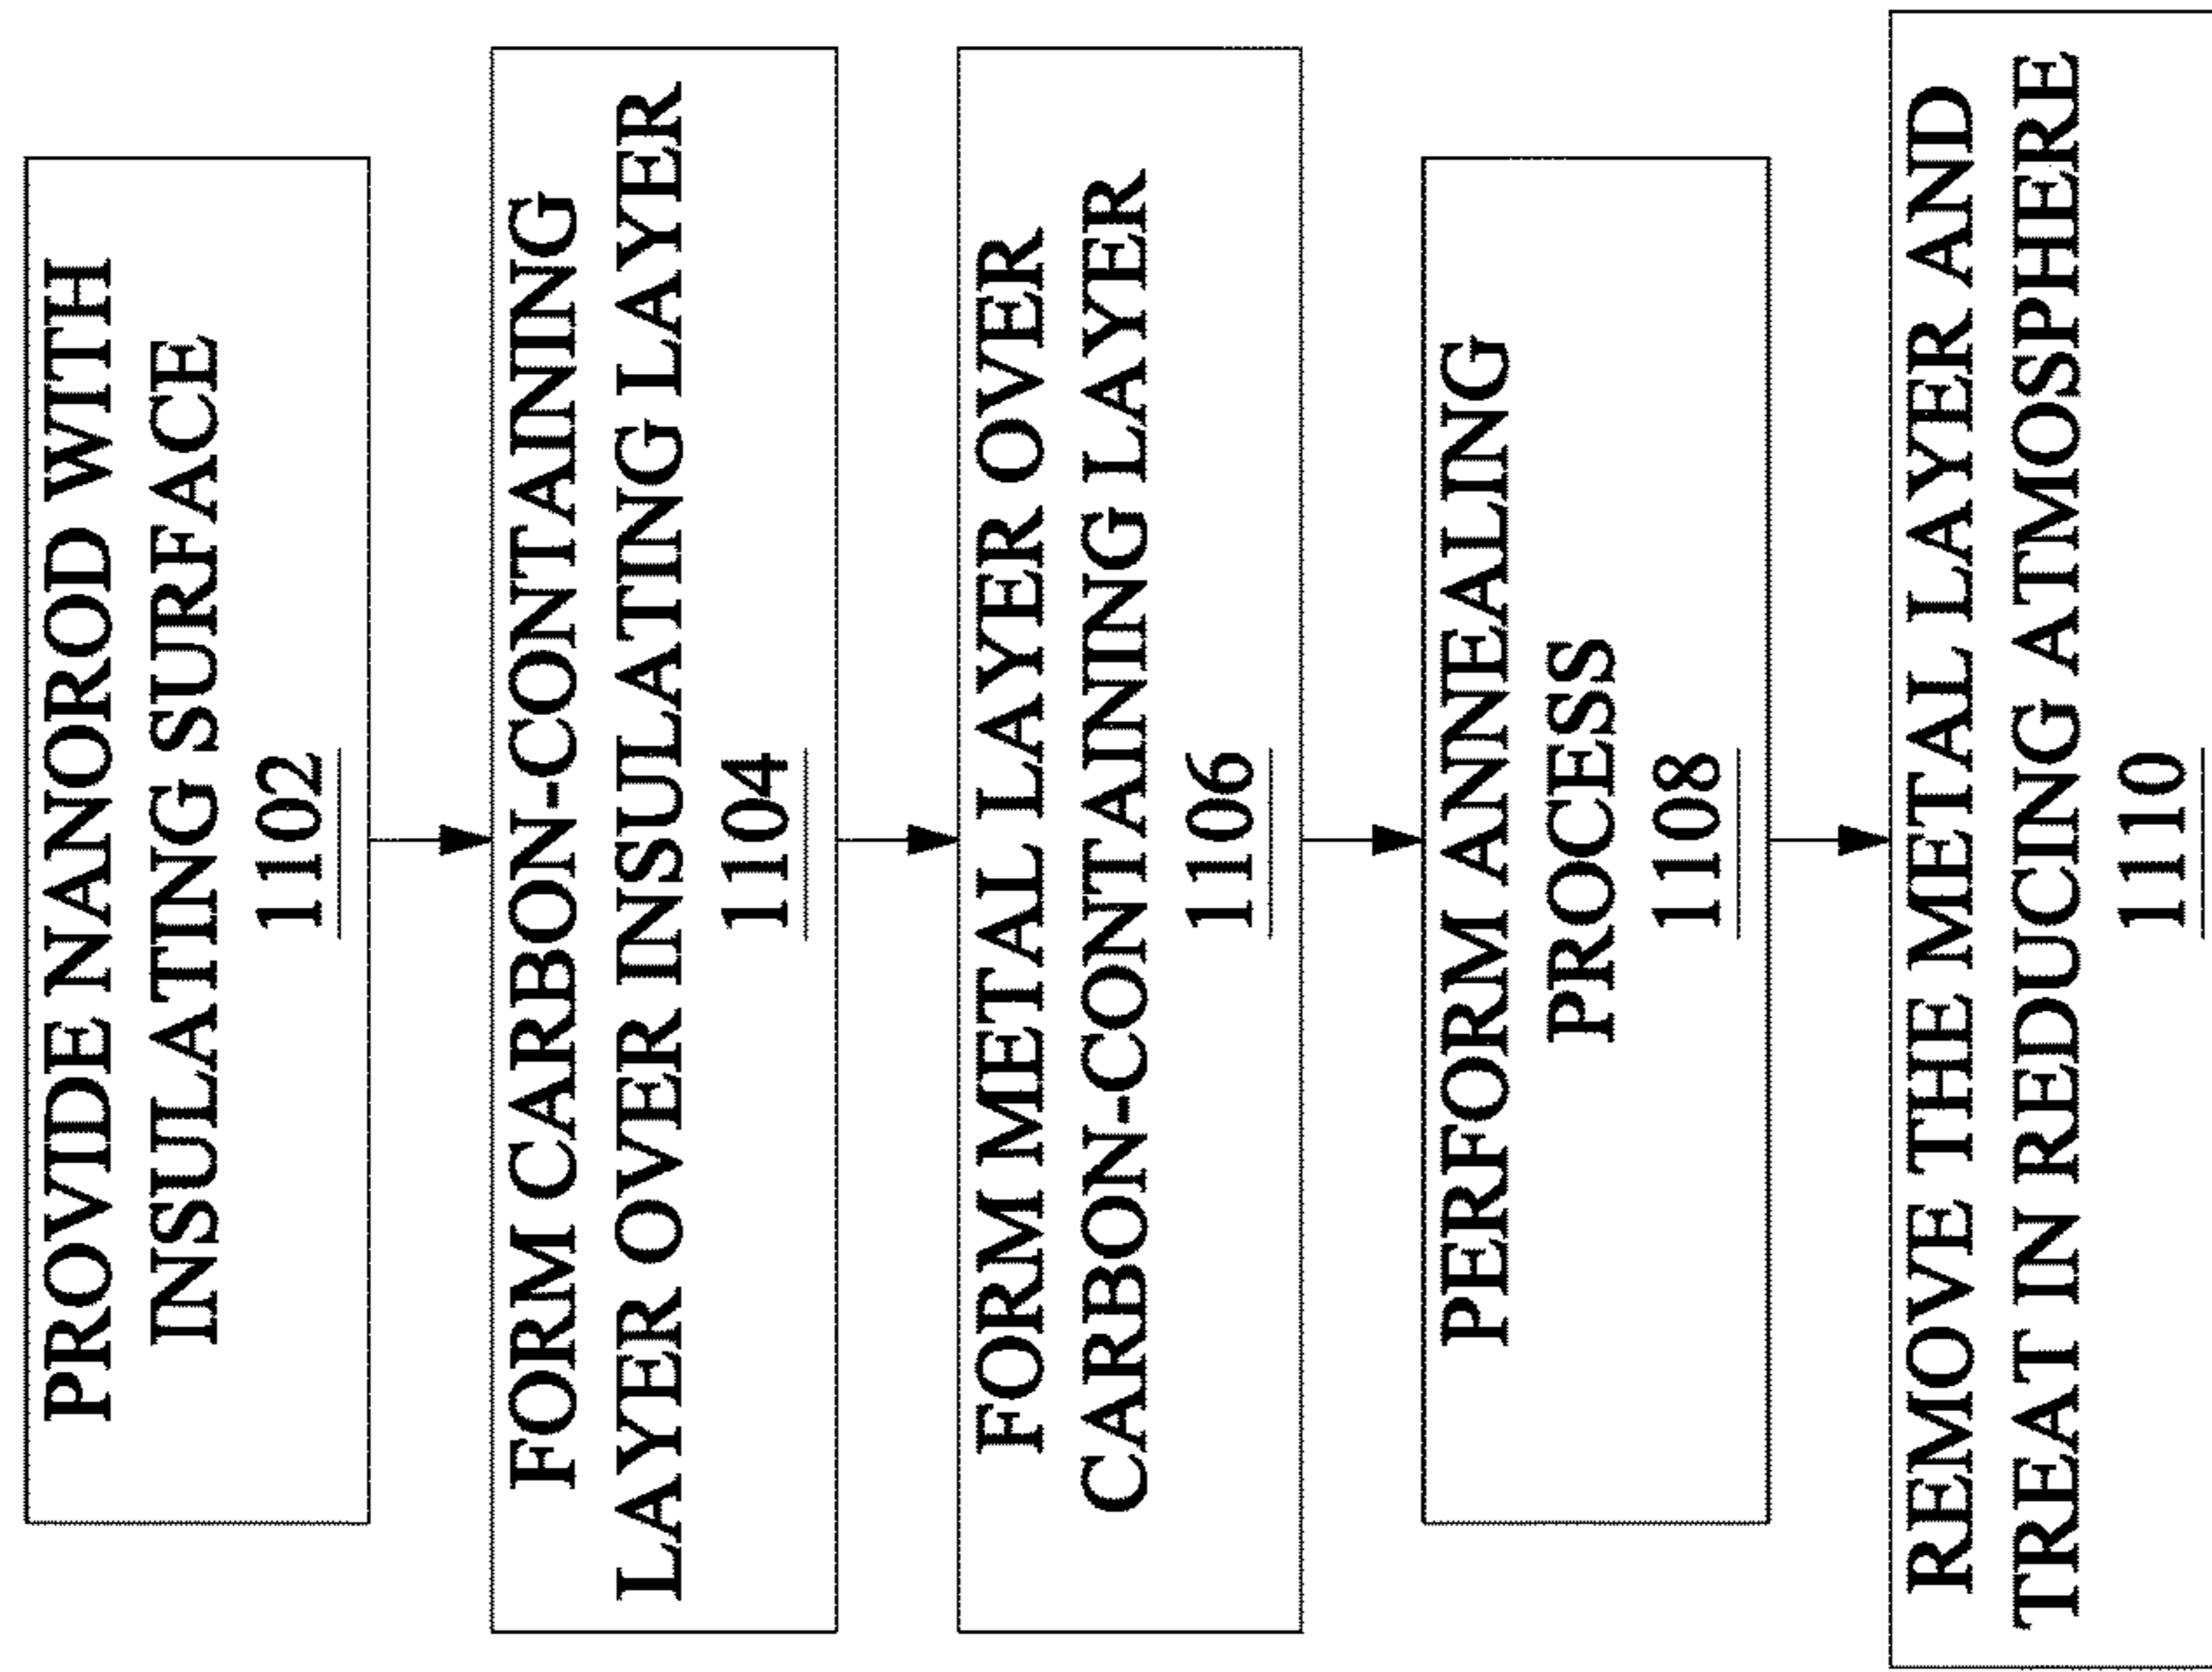 PROVIDE NANOROD WITH
INSULATING SURFACE
1102
FORM CARBON-CONTAINING
LAYER OVER INSULATING LAYER
1104
FORM METAL LAYER OVER
CARBON-CONTAINING LAYER
1106
PERFORM ANNEALING
PROCESS
1108
REMOVE THE METAL LAYER AND
TREAT IN REDUCING ATMOSPHERE
1110